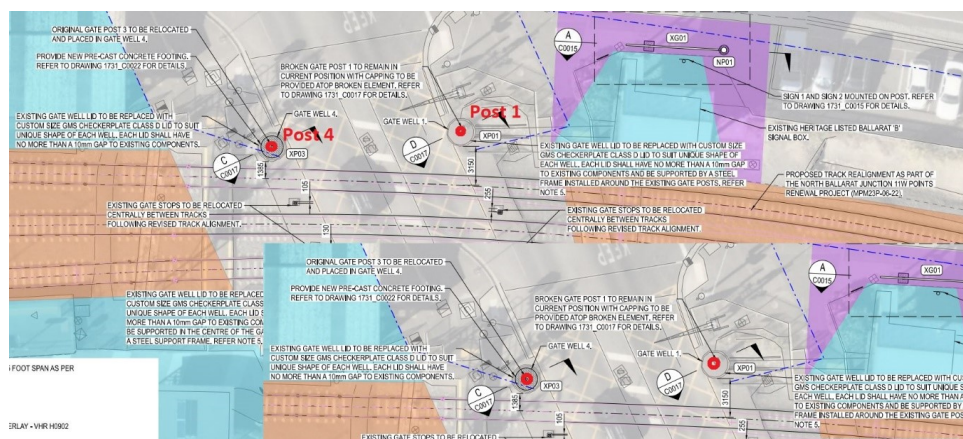 ORIGINAL GATE POST 3 TO BE RELOCATED
AND PLACED IN GATE WELL 4.
PROVIDE NEW PRE-CAST CONCRETE FOOTING.
REFER TO DRAWING 1731_C0022 FOR DETAILS.
BROKEN GATE POST 1 TO REMAIN IN
CURRENT POSITION WITH CAPPING TO BE
PROVIDED ATOP BROKEN ELEMENT, REFER
TO DRAWING 1731_C0017 FOR DETAILS.
GATE WELL 4.
Post 4
EXISTING GATE WELL LID TO BE REPLACED WITH
CUSTOM SIZE GMS CHECKERPLATE CLASS D LID TO SUIT
UNIQUE SHAPE OF EACH WELL. EACH LID SHALL HAVE
NO MORE THAN A 10mm GAP TO EXISTING COMPONENTS.
C
C0017
XP03
1385
105
GATE WELL 1.
Post 1
XP01
D
C0017
3150
255
A
C0015
XG01
NP01
KEEP
SIGN 1 AND SIGN 2 MOUNTED ON POST. REFER
TO DRAWING 1731_C0015 FOR DETAILS.
EXISTING HERITAGE LISTED BALLARAT 'B'
SIGNAL BOX.
EXISTING GATE WELL LID TO BE REPLACED WITH CUSTOM SIZE
GMS CHECKERPLATE CLASS D LID TO SUIT UNIQUE SHAPE OF
EACH WELL, EACH LID SHALL HAVE NO MORE THAN A 10mm GAP
TO EXISTING COMPONENTS AND BE SUPPORTED BY A STEEL
FRAME INSTALLED AROUND THE EXISTING GATE POSTS, REFER
NOTE 5.
PROPOSED TRACK REALIGNMENT AS PART OF
THE NORTH BALLARAT JUNCTION 11W POINTS
RENEWAL PROJECT (MPM23P-06-22).
EXISTING GATE STOPS TO BE RELOCATED
CENTRALLY BETWEEN TRACKS
FOLLOWING REVISED TRACK ALIGNMENT.
130
EXISTING GATE STOPS TO BE RELOCATED
CENTRALLY BETWEEN TRACKS
FOLLOWING REVISED TRACK ALIGNMENT.
EXISTING GATE WELL LID TO BE REPLACED
CUSTOM SIZE GMS CHECKERPLATE CLASS
UNIQUE SHAPE OF EACH WELL, EACH LID S
MORE THAN A 10mm GAP TO EXISTING COM
BE SUPPORTED IN THE CENTRE OF THE GA
A STEEL SUPPORT FRAME. REFER NOTE 5.
FOOT SPAN AS PER
ERLAY - VHR H0902
ORIGINAL GATE POST 3 TO BE RELOCATED
AND PLACED IN GATE WELL 4.
PROVIDE NEW PRE-CAST CONCRETE FOOTING.
REFER TO DRAWING 1731_C0022 FOR DETAILS.
BROKEN GATE POST 1 TO REMAIN IN
CURRENT POSITION WITH CAPPING TO BE
PROVIDED ATOP BROKEN ELEMENT, REFER
TO DRAWING 1731_C0017 FOR DETAILS.
GATE WELL 4.
EXISTING GATE WELL LID TO BE REPLACED WITH
CUSTOM SIZE GMS CHECKERPLATE CLASS D LID TO SUIT
UNIQUE SHAPE OF EACH WELL. EACH LID SHALL HAVE
NO MORE THAN A 10mm GAP TO EXISTING COMPONENTS.
C
C0017
XP03
1385
105
GATE WELL 1.
XP01
D
C0017
3150
255
A
C0015
XG01
KEEP
EXISTING GATE WELL LID TO BE REPLACED WITH CUS
GMS CHECKERPLATE CLASS D LID TO SUIT UNIQUE S
EACH WELL, EACH LID SHALL HAVE NO MORE THAN A
TO EXISTING COMPONENTS AND BE SUPPORTED BY
FRAME INSTALLED AROUND THE EXISTING GATE POS
NOTE 5.
EXISTING GATE STOPS TO BE RELOCATED